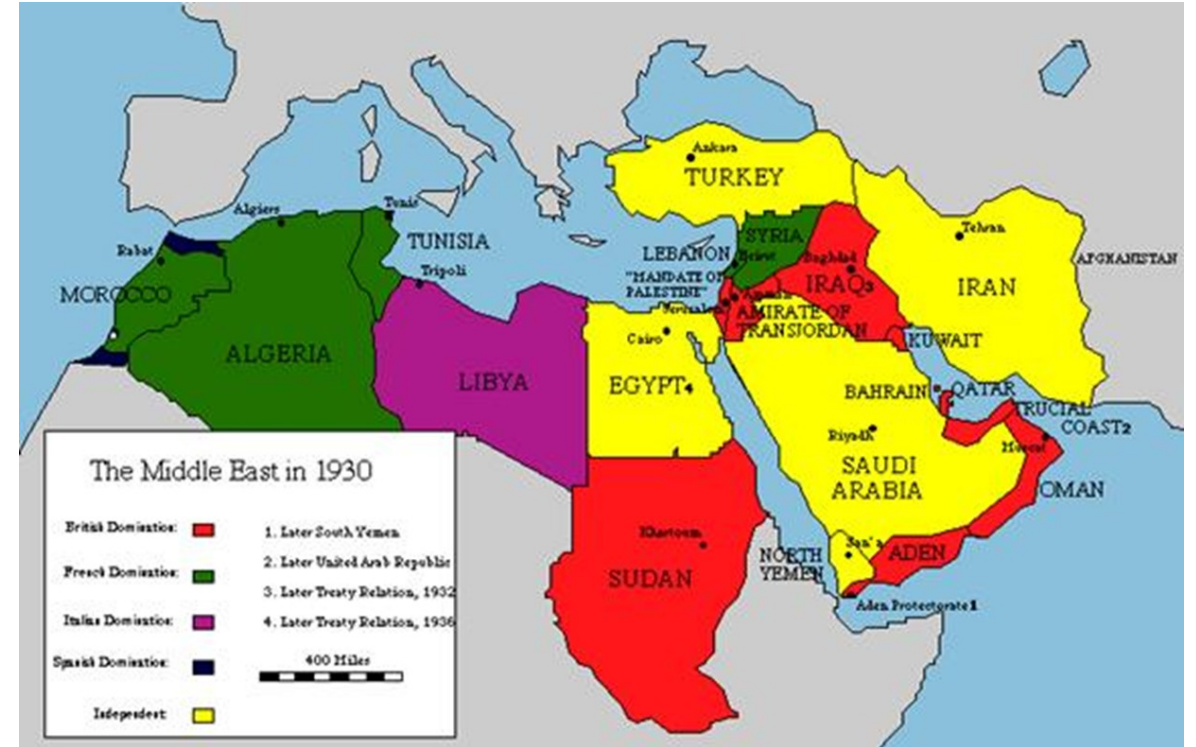 Ankara
TURKEY
Algiers
Tunis
Rabat
TUNISIA
Tehran
SYRIA
LEBANON
Beirut
Baghdad
AFGHANISTAN
Tripoli
"MANDATE OF
PALESTINE"
Amman
IRAQ3
IRAN
MOROCCO
Jerusalem
AMIRATE OF
TRANSJORDAN
Cairo
KUWAIT
ALGERIA
LIBYA
EGYPT4
BAHRAIN
QATAR
TRUCIAL
COAST2
Riyadh
Muscat
SAUDI
ARABIA
OMAN
Khartoum
San'a
NORTH
YEMEN
ADEN
SUDAN
Aden Protectorate1
The Middle East in 1930
British Domination:
1. Later South Yemen
2. Later United Arab Republic
French Domination:
3. Later Treaty Relation, 1932
Italian Domination:
4. Later Treaty Relation, 1936
Spanish Domination:
400 Miles
Independent: